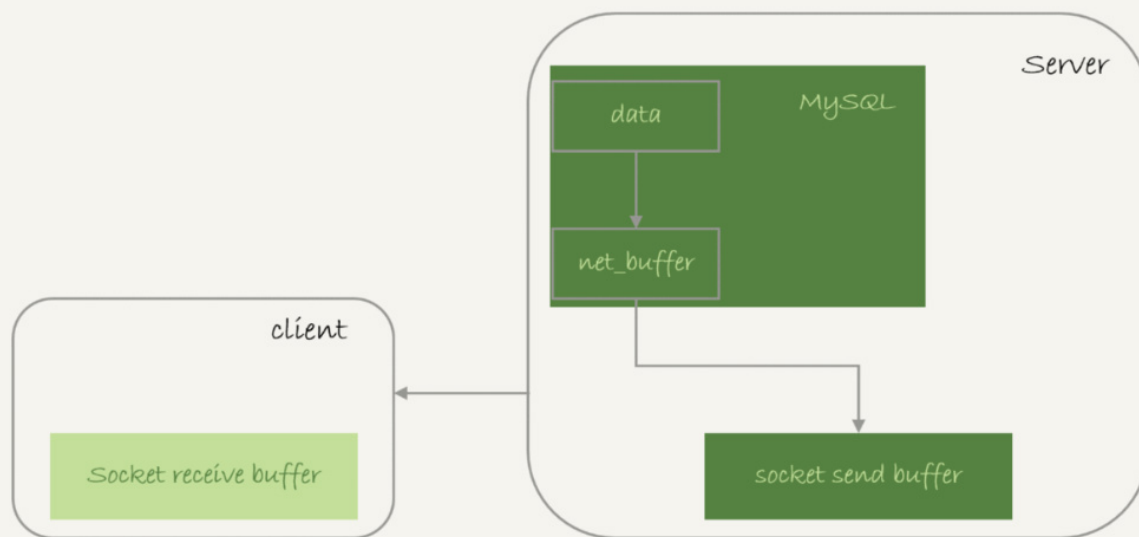 Server
MySQL
data
net_buffer
client
Socket receive buffer
socket send buffer